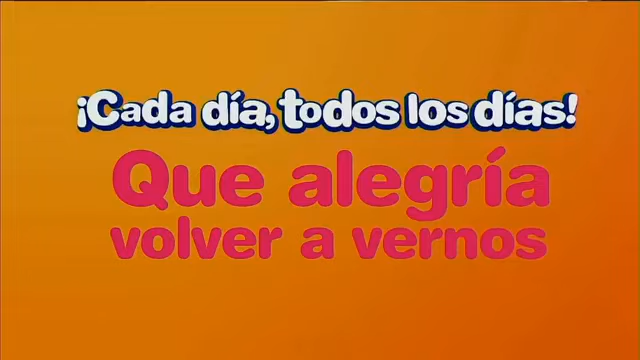 ¡Cada día, todos los días!
Que alegría
volver a vernos